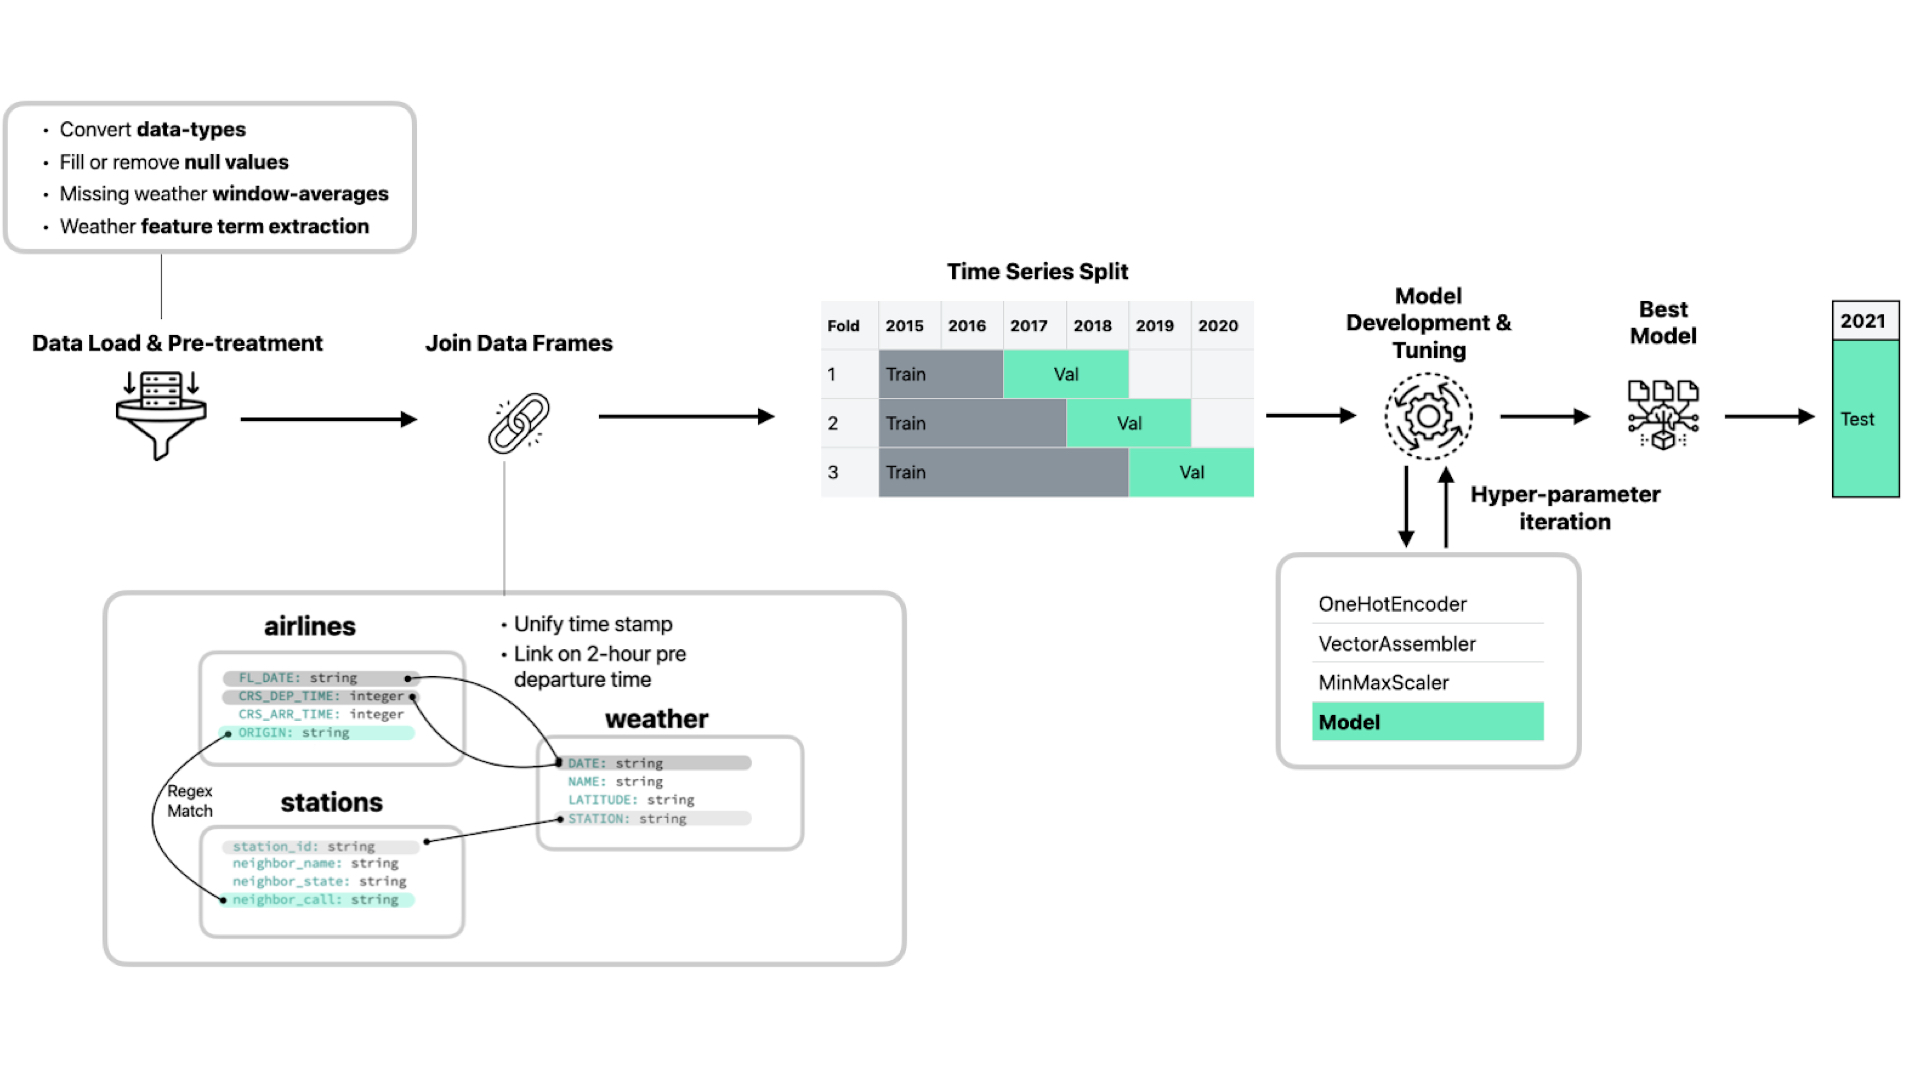 • Convert data-types
• Fill or remove null values
• Missing weather window-averages
• Weather feature term extraction
Data Load & Pre-treatment
Join Data Frames
Time Series Split
Fold 2015 2016 2017 2018 2019 2020
1 Train Val
2 Train Val
3 Train Val
Model
Development &
Tuning
Hyper-parameter
iteration
OneHotEncoder
VectorAssembler
MinMaxScaler
Model
Best
Model
2021
Test
• Unify time stamp
• Link on 2-hour pre
departure time
airlines
FL_DATE: string
CRS_DEP_TIME: integer
CRS_ARR_TIME: integer
ORIGIN: string
weather
DATE: string
NAME: string
LATITUDE: string
STATION: string
Regex
Match
stations
station_id: string
neighbor_name: string
neighbor_state: string
neighbor_call: string